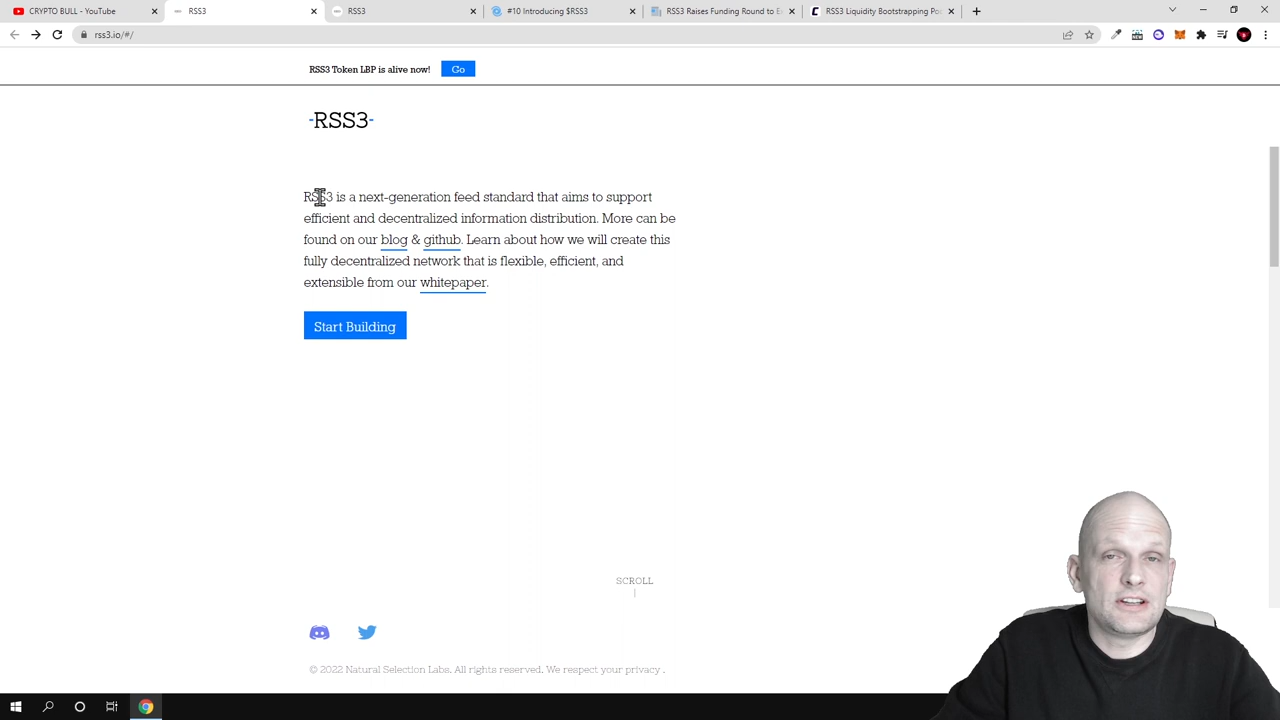 CRYPTO BULL - YouTube
RSS3
RSS3
#10 Introducing $RSS3
RSS3 Raises Funding Round to E
RSS3 Liquidity Bootstrapping Po
rss3.io/#/
RSS3 Token LBP is alive now! Go
-RSS3-
RSS3 is a next-generation feed standard that aims to support
efficient and decentralized information distribution. More can be
found on our blog & github. Learn about how we will create this
fully decentralized network that is flexible, efficient, and
extensible from our whitepaper.
Start Building
SCROLL
© 2022 Natural Selection Labs. All rights reserved. We respect your privacy .